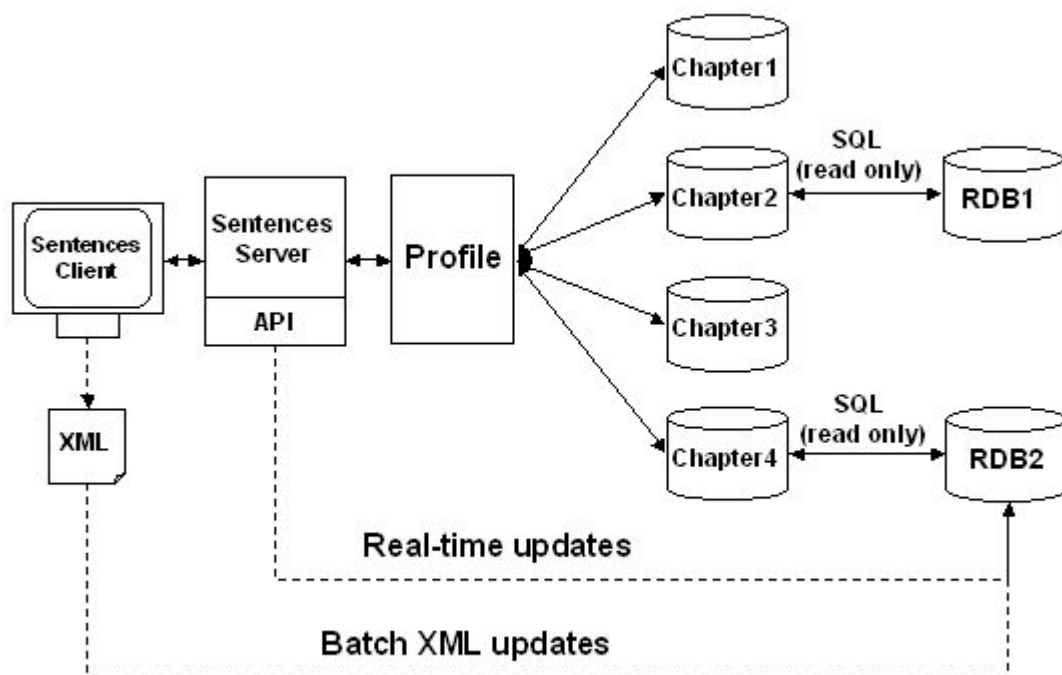 Chapter1
SQL
(read only)
Chapter2
RDB1
Sentences
Client
Sentences
Server
Profile
API
Chapter3
SQL
(read only)
XML
Chapter4
RDB2
Real-time updates
Batch XML updates